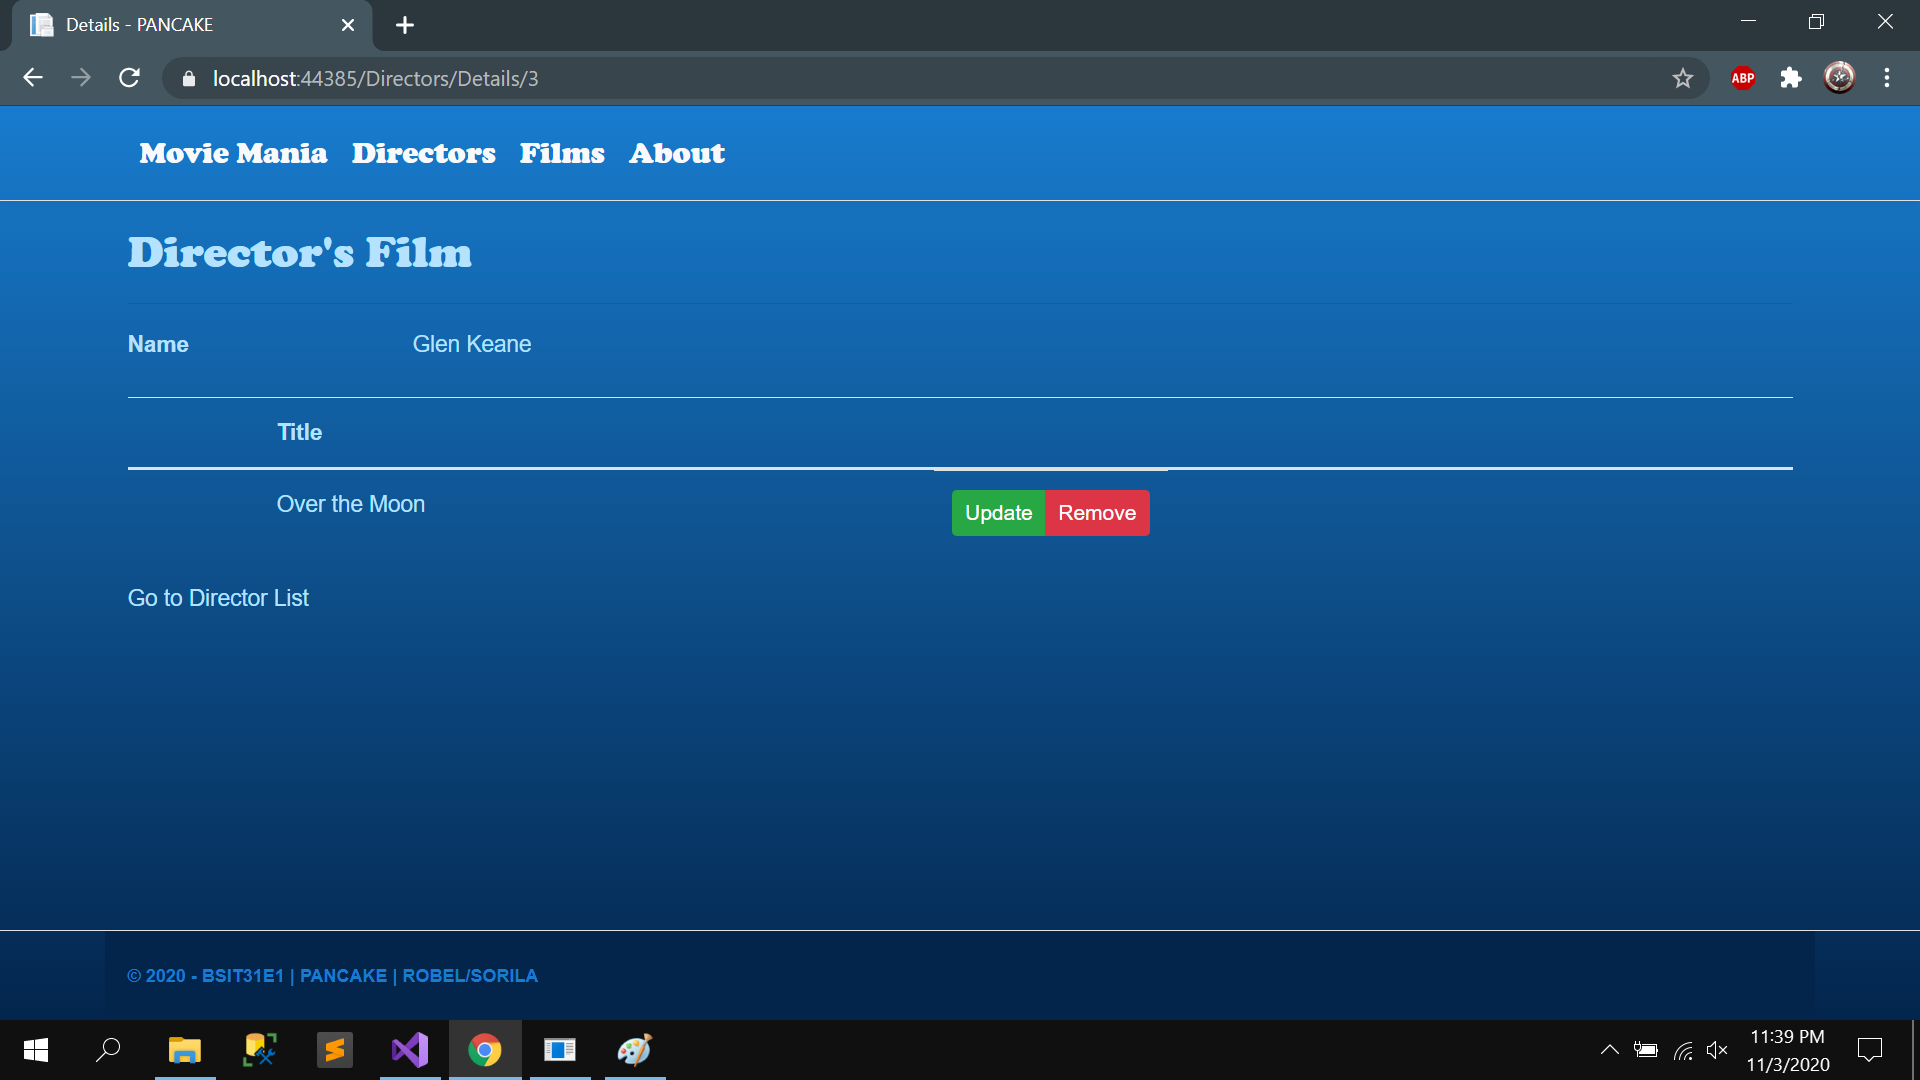 Details - PANCAKE
localhost:44385/Directors/Details/3
ABP
Movie Mania Directors Films About
Director's Film
Name Glen Keane
Title
Over the Moon Update Remove
Go to Director List
© 2020 - BSIT31E1 | PANCAKE | ROBEL/SORILA
11:39 PM
11/3/2020